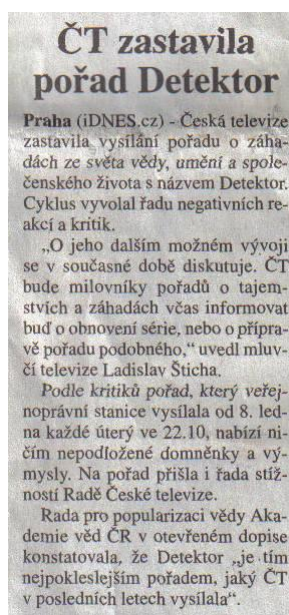 ČT zastavila
pořad Detektor
Praha (iDNES.cz) - Česká televize
zastavila vysílání pořadu o záha-
dách ze světa vědy, umění a spole-
čenského života s názvem Detektor.
Cyklus vyvolal řadu negativních re-
akcí a kritik.
„O jeho dalším možném vývoji
se v současné době diskutuje. ČT
bude milovníky pořadů o tajem-
stvích a záhadách včas informovat
buď o obnovení série, nebo o přípra-
vě pořadu podobného,“ uvedl mluv-
čí televize Ladislav Šticha.
Podle kritiků pořad, který veřej-
noprávní stanice vysílala od 8. led-
na každé úterý ve 22.10, nabízí ni-
čím nepodložené domněnky a vý-
mysly. Na pořad přišla i řada stíž-
ností Radě České televize.
Rada pro popularizaci vědy Aka-
demie věd ČR v otevřeném dopise
konstatovala, že Detektor „je tím
nejpokleslejším pořadem, jaký ČT
v posledních letech vysílala“.